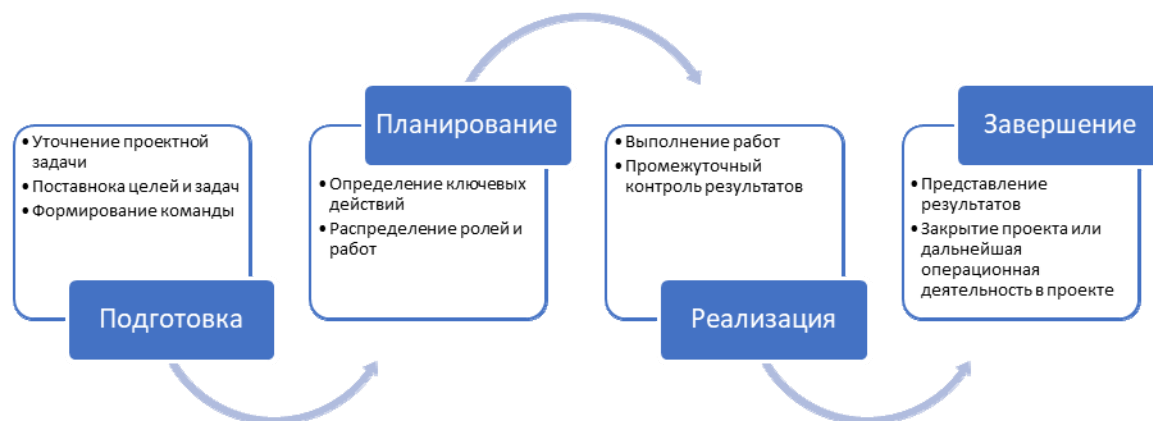 • Уточнение проектной
задачи
• Поставнока целей и задач
• Формирование команды
Подготовка
Планирование
• Определение ключевых
действий
• Распределение ролей и
работ
• Выполнение работ
• Промежуточный
контроль результатов
Реализация
Завершение
• Представление
результатов
• Закрытие проекта или
дальнейшая
операционная
деятельность в проекте